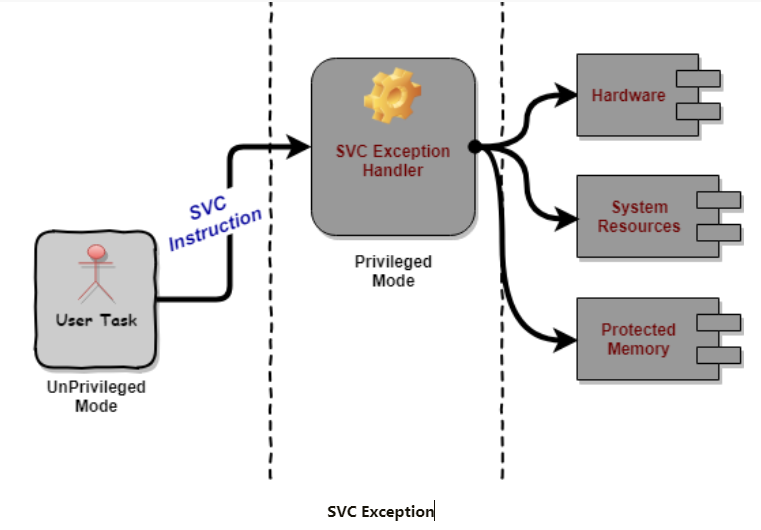 SVC
Instruction
User Task
UnPrivileged
Mode
SVC Exception
Handler
Privileged
Mode
Hardware
System
Resources
Protected
Memory
SVC Exception